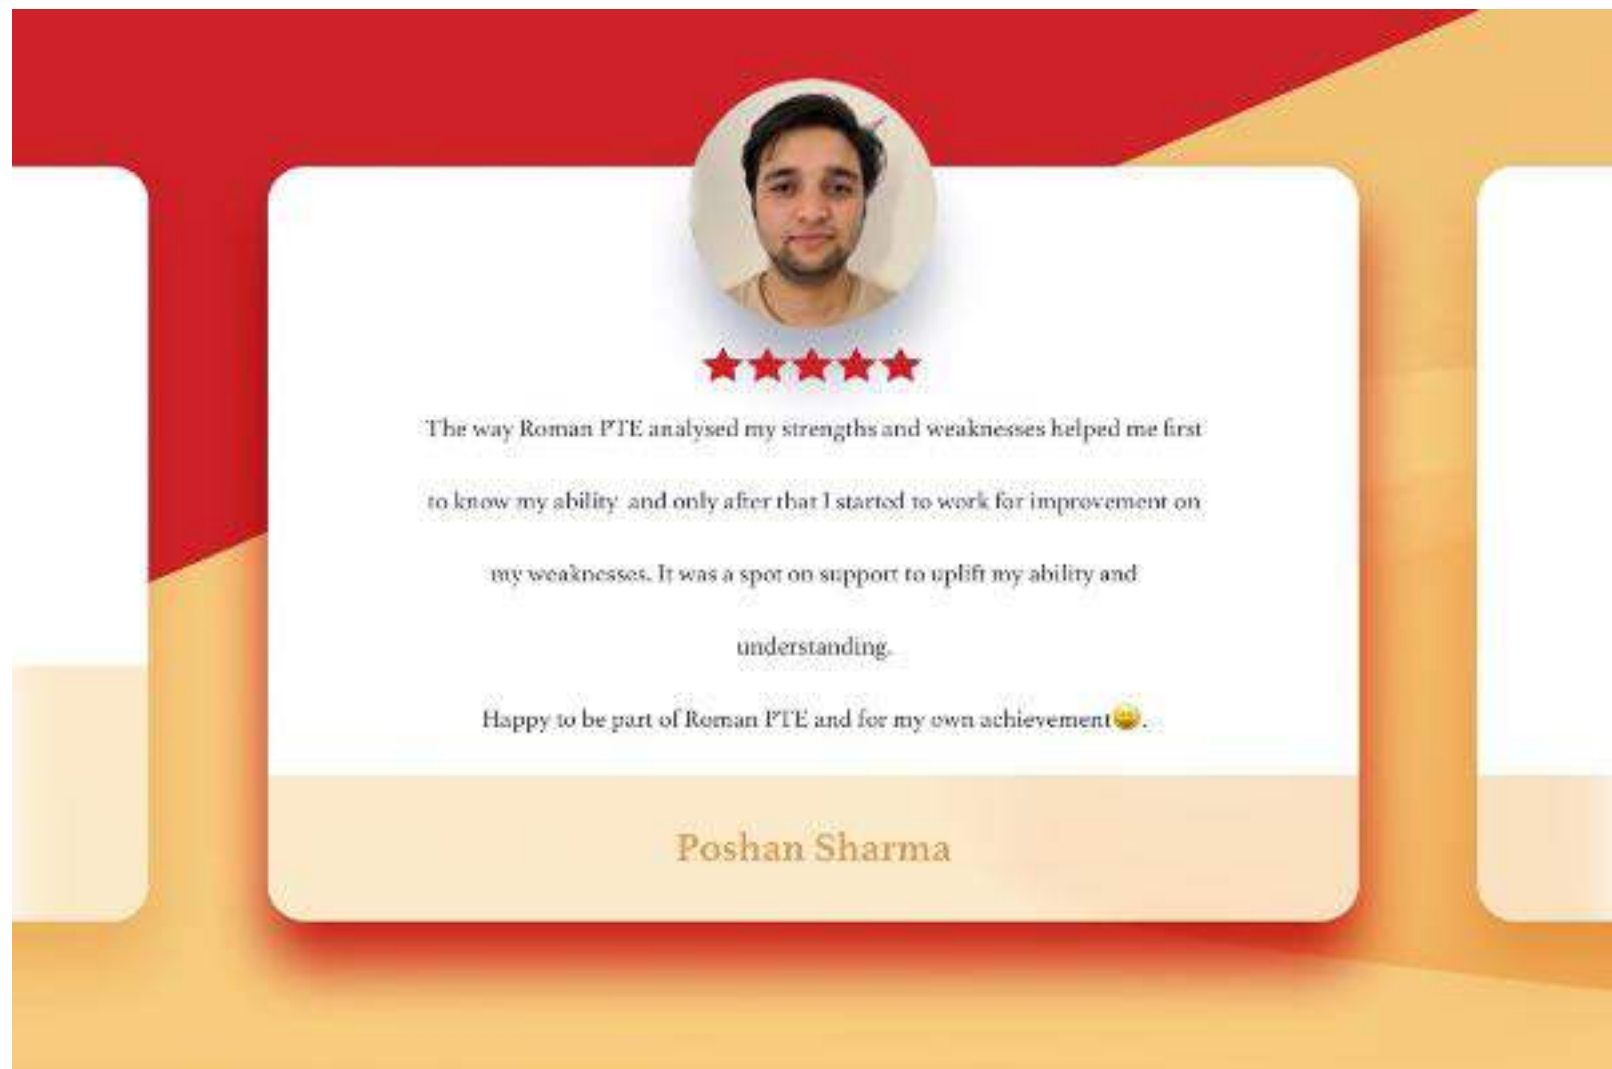 The way Roman PTE analysed my strengths and weaknesses helped me first
to know my ability and only after that I started to work for improvement on
my weaknesses. It was a spot on support to uplift my ability and
understanding.
Happy to be part of Roman PTE and for my own achievement😀.
Poshan Sharma